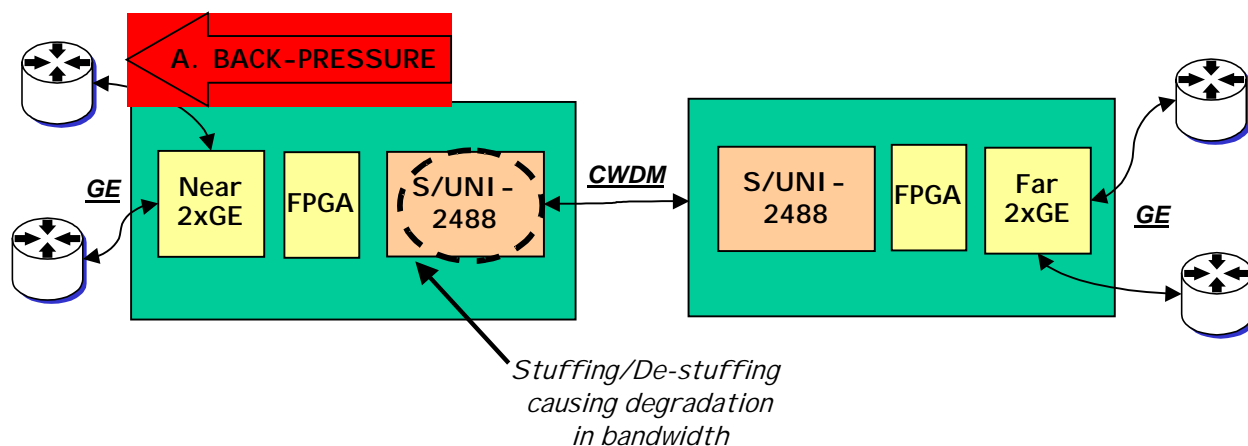 A. BACK-PRESSURE
GE
Near
2xGE
FPGA
S/UNI-
2488
CWDM
S/UNI-
2488
FPGA
Far
2xGE
GE
Stuffing/De-stuffing
causing degradation
in bandwidth